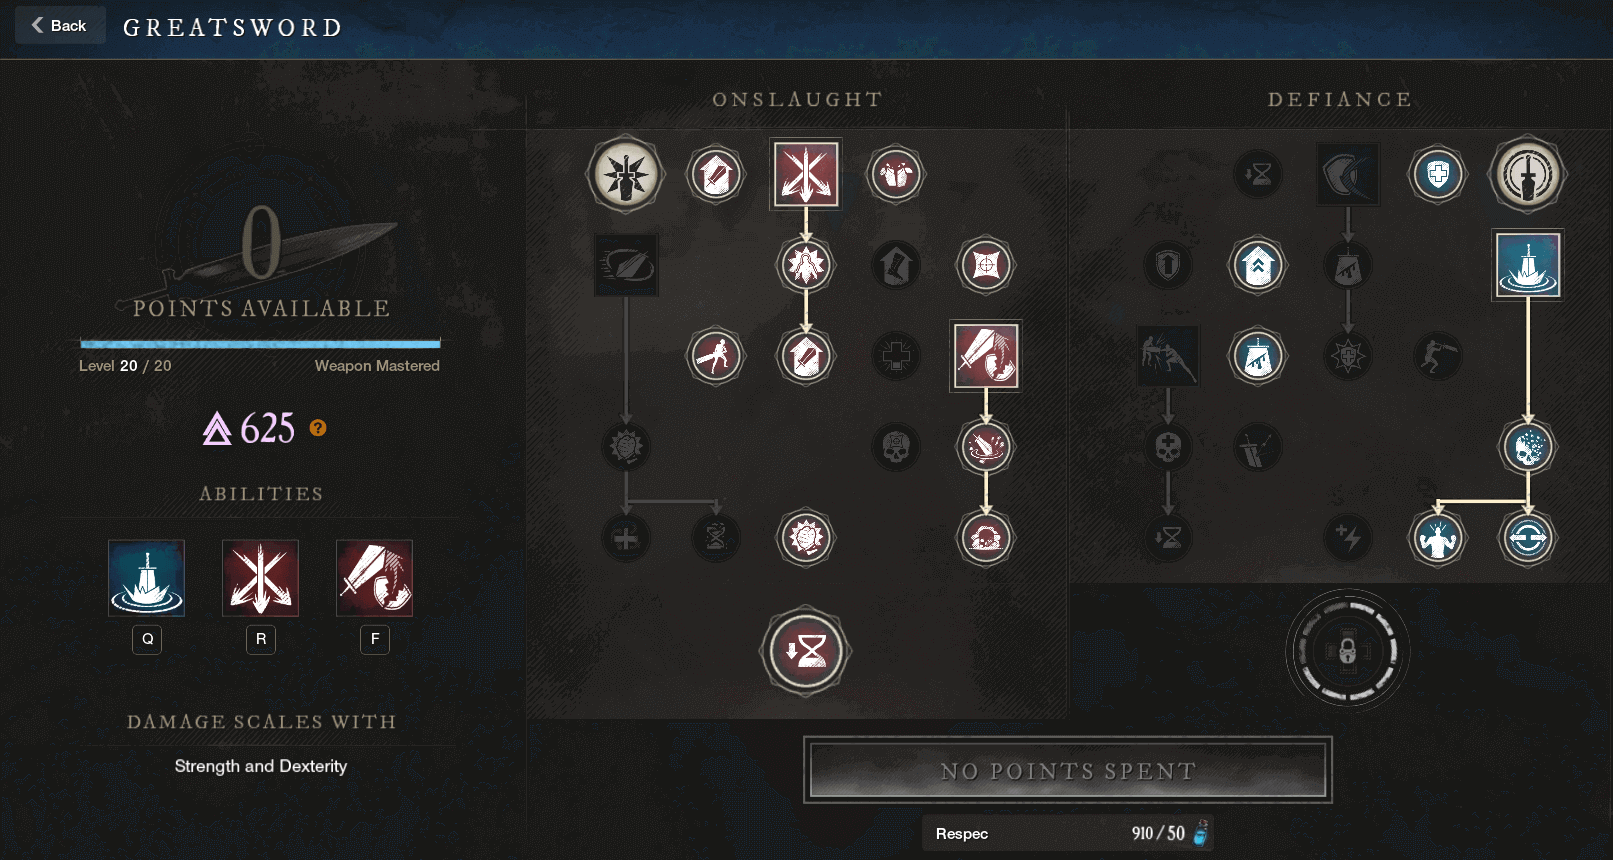 Back
GREATSWORD
ONSLAUGHT
DEFIANCE
0
POINTS AVAILABLE
Level 20 / 20
Weapon Mastered
625 ?
ABILITIES
Q
R
F
DAMAGE SCALES WITH
Strength and Dexterity
NO POINTS SPENT
Respec
910 / 50